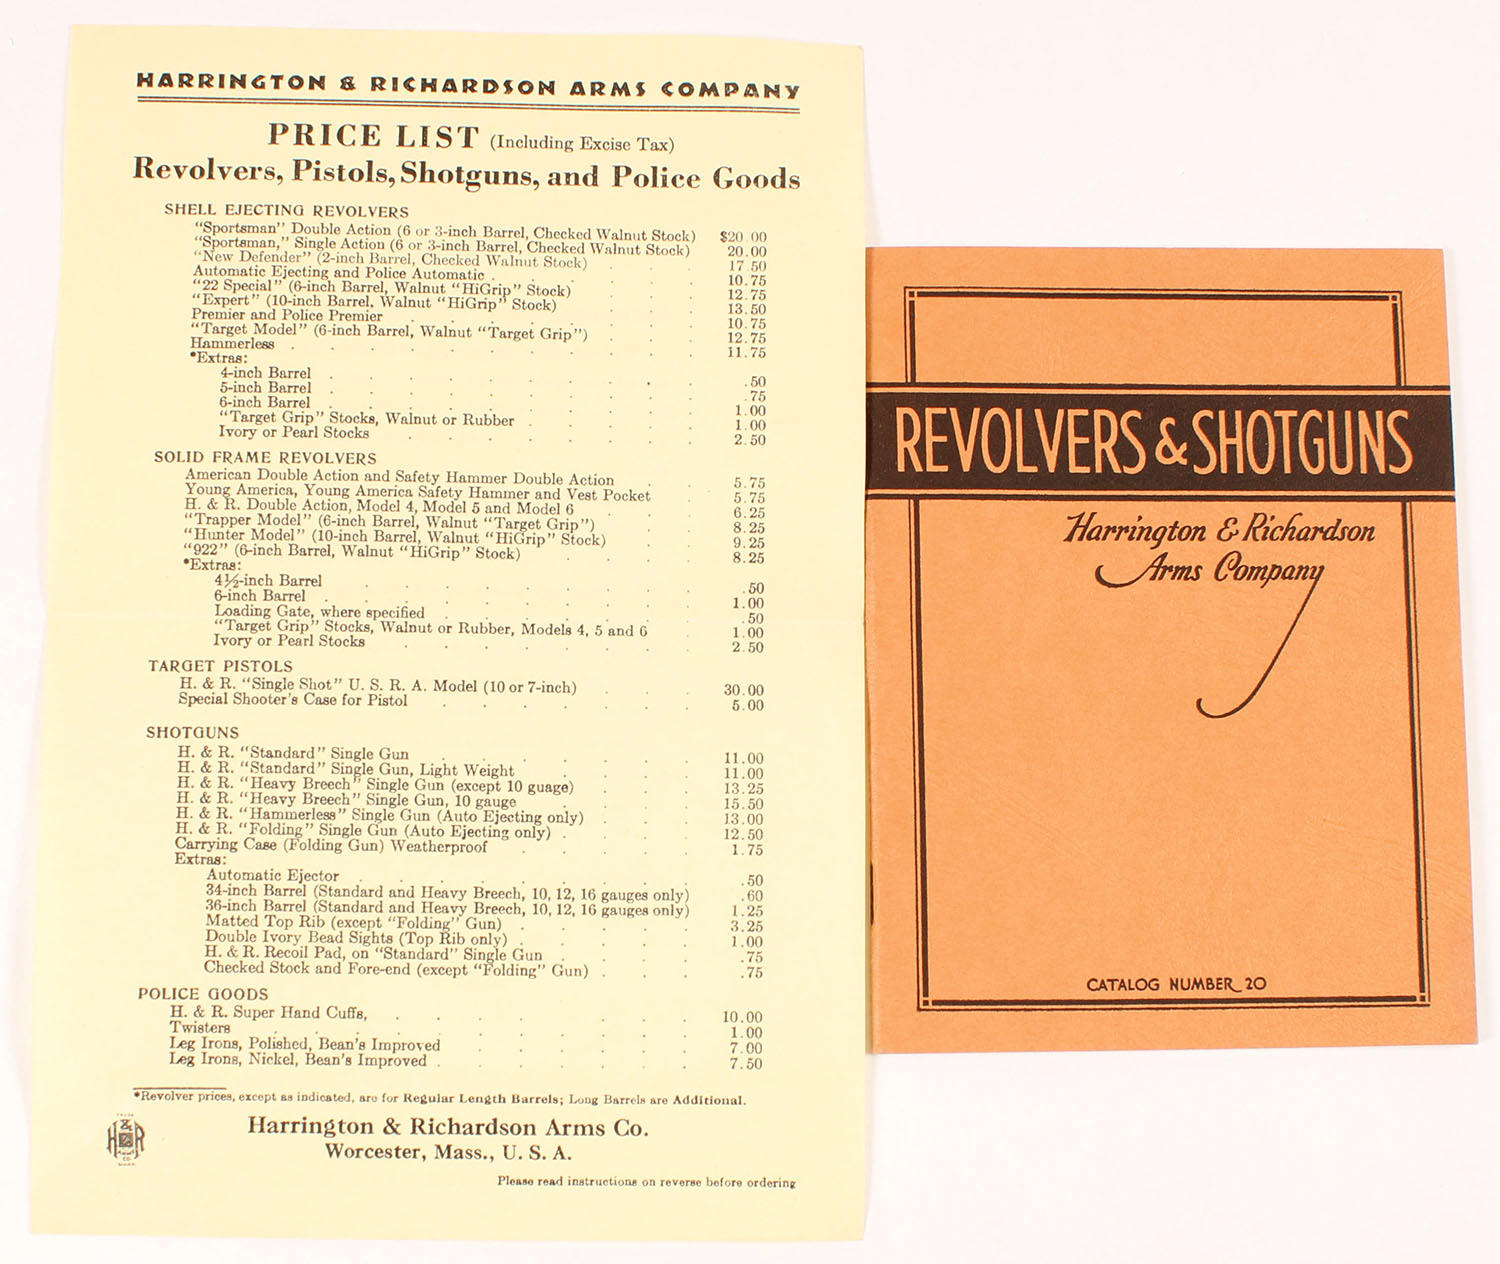 HARRINGTON & RICHARDSON ARMS COMPANY
PRICE LIST (Including Excise Tax)
Revolvers, Pistols, Shotguns, and Police Goods
SHELL EJECTING REVOLVERS
"Sportsman" Double Action (6 or 3-inch Barrel, Checked Walnut Stock) $20.00
"Sportsman," Single Action (6 or 3-inch Barrel, Checked Walnut Stock) 20.00
"New Defender" (2-inch Barrel, Checked Walnut Stock) 17.50
Automatic Ejecting and Police Automatic 10.75
"22 Special" (6-inch Barrel, Walnut "HiGrip" Stock) 12.75
"Expert" (10-inch Barrel, Walnut "HiGrip" Stock) 13.50
Premier and Police Premier 10.75
"Target Model" (6-inch Barrel, Walnut "Target Grip") 12.75
Hammerless 11.75
*Extras:
4-inch Barrel .50
5-inch Barrel .75
6-inch Barrel 1.00
"Target Grip" Stocks, Walnut or Rubber 1.00
Ivory or Pearl Stocks 2.50
SOLID FRAME REVOLVERS
American Double Action and Safety Hammer Double Action 5.75
Young America, Young America Safety Hammer and Vest Pocket 5.75
H. & R. Double Action, Model 4, Model 5 and Model 6 6.25
"Trapper Model" (6-inch Barrel, Walnut "Target Grip") 8.25
"Hunter Model" (10-inch Barrel, Walnut "HiGrip" Stock) 9.25
"922" (6-inch Barrel, Walnut "HiGrip" Stock) 8.25
*Extras:
4½-inch Barrel .50
6-inch Barrel 1.00
Loading Gate, where specified .50
"Target Grip" Stocks, Walnut or Rubber, Models 4, 5 and 6 1.00
Ivory or Pearl Stocks 2.50
TARGET PISTOLS
H. & R. "Single Shot" U. S. R. A. Model (10 or 7-inch) 30.00
Special Shooter's Case for Pistol 5.00
SHOTGUNS
H. & R. "Standard" Single Gun 11.00
H. & R. "Standard" Single Gun, Light Weight 11.00
H. & R. "Heavy Breech" Single Gun (except 10 guage) 13.25
H. & R. "Heavy Breech" Single Gun, 10 gauge 15.50
H. & R. "Hammerless" Single Gun (Auto Ejecting only) 13.00
H. & R. "Folding" Single Gun (Auto Ejecting only) 12.50
Carrying Case (Folding Gun) Weatherproof 1.75
Extras:
Automatic Ejector .50
34-inch Barrel (Standard and Heavy Breech, 10, 12, 16 gauges only) .60
36-inch Barrel (Standard and Heavy Breech, 10, 12, 16 gauges only) 1.25
Matted Top Rib (except "Folding" Gun) 3.25
Double Ivory Bead Sights (Top Rib only) 1.00
H. & R. Recoil Pad, on "Standard" Single Gun .75
Checked Stock and Fore-end (except "Folding" Gun) .75
POLICE GOODS
H. & R. Super Hand Cuffs, 10.00
Twisters 1.00
Leg Irons, Polished, Bean's Improved 7.00
Leg Irons, Nickel, Bean's Improved 7.50
*Revolver prices, except as indicated, are for Regular Length Barrels; Long Barrels are Additional.
Harrington & Richardson Arms Co.
Worcester, Mass., U. S. A.
Please read instructions on reverse before ordering
H&R
REVOLVERS & SHOTGUNS
Harrington & Richardson
Arms Company
CATALOG NUMBER 20